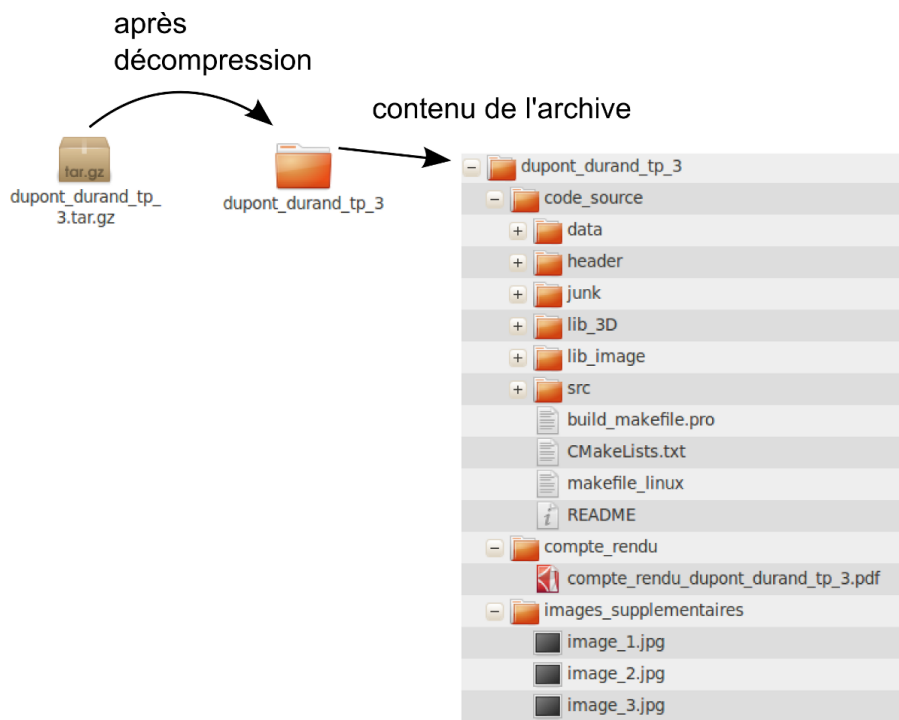 après
décompression
contenu de l'archive
tar.gz
dupont_durand_tp_
3.tar.gz
dupont_durand_tp_3
dupont_durand_tp_3
code_source
data
header
junk
lib_3D
lib_image
src
build_makefile.pro
CMakeLists.txt
makefile_linux
README
compte_rendu
compte_rendu_dupont_durand_tp_3.pdf
images_supplementaires
image_1.jpg
image_2.jpg
image_3.jpg